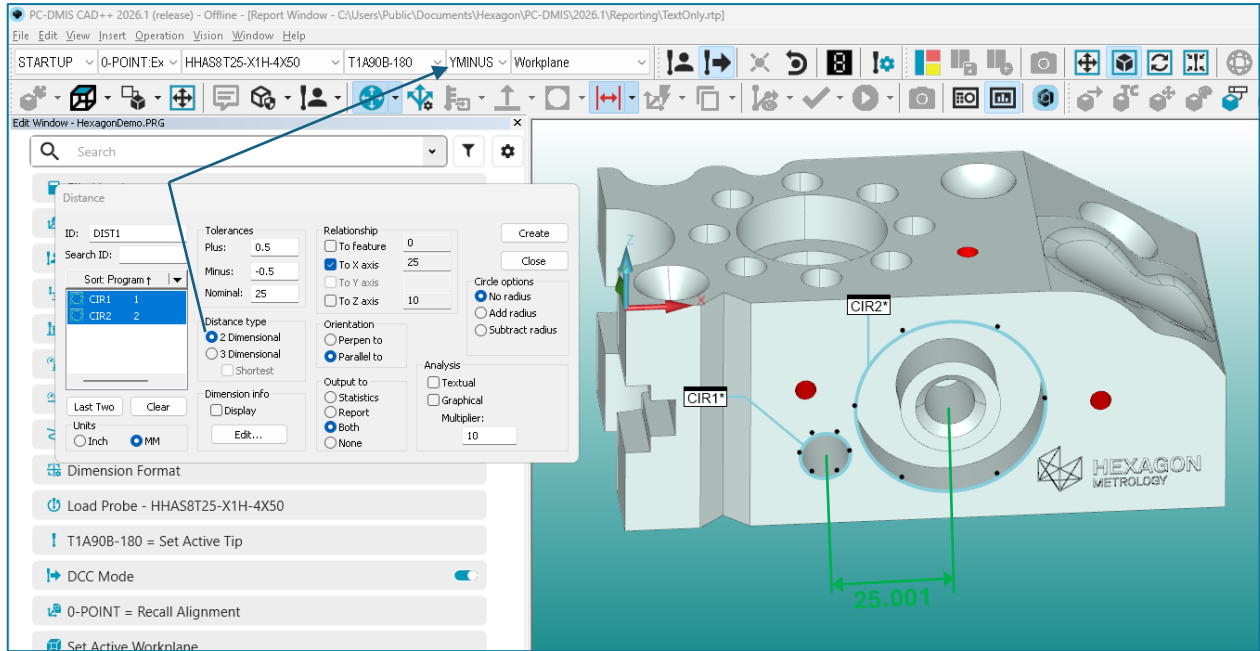 PC-DMIS CAD++ 2026.1 (release) - Offline - [Report Window - C:\Users\Public\Documents\Hexagon\PC-DMIS\2026.1\Reporting\TextOnly.rtp]
File Edit View Insert Operation Vision Window Help
STARTUP 0-POINT:Ex HHAS8T25-X1H-4X50 T1A90B-180 YMINUS Workplane
Edit Window - HexagonDemo.PRG
Search
Distance
ID: DIST1
Search ID:
Sort: Program↑
CIR1 1
CIR2 2
Last Two Clear
Units
Inch MM
Tolerances
Plus: 0.5
Minus: -0.5
Nominal: 25
Distance type
2 Dimensional
3 Dimensional
Shortest
Dimension info
Display
Edit...
Relationship
To feature 0
To X axis 25
To Y axis
To Z axis 10
Orientation
Perpen to
Parallel to
Output to
Statistics
Report
Both
None
Create
Close
Circle options
No radius
Add radius
Subtract radius
Analysis
Textual
Graphical
Multiplier:
10
Dimension Format
Load Probe - HHAS8T25-X1H-4X50
T1A90B-180 = Set Active Tip
DCC Mode
0-POINT = Recall Alignment
Set Active Workplane
Z
X
CIR2*
CIR1*
HEXAGON
METROLOGY
25.001